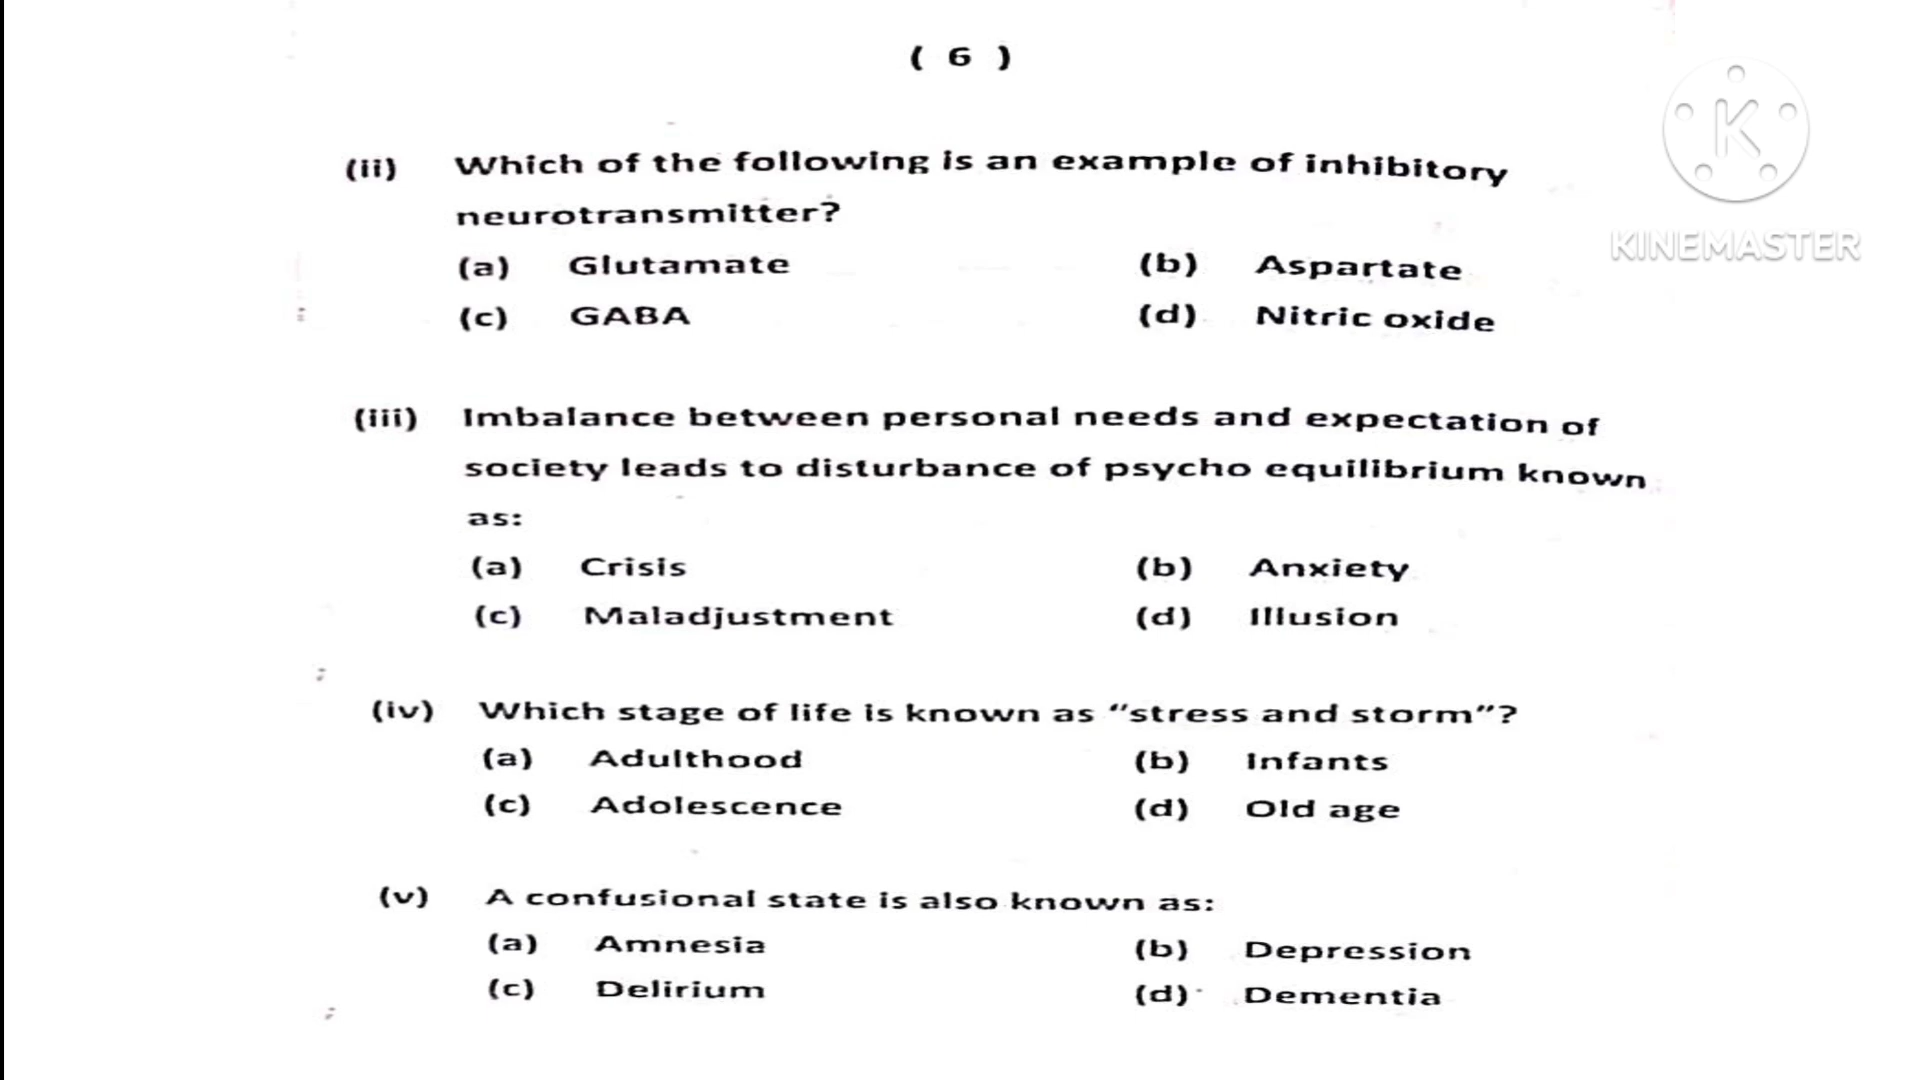 ( 6 )
KINEMASTER
(ii) Which of the following is an example of inhibitory
neurotransmitter?
(a) Glutamate (b) Aspartate
(c) GABA (d) Nitric oxide
(iii) Imbalance between personal needs and expectation of
society leads to disturbance of psycho equilibrium known
as:
(a) Crisis (b) Anxiety
(c) Maladjustment (d) Illusion
(iv) Which stage of life is known as “stress and storm”?
(a) Adulthood (b) Infants
(c) Adolescence (d) Old age
(v) A confusional state is also known as:
(a) Amnesia (b) Depression
(c) Delirium (d) Dementia